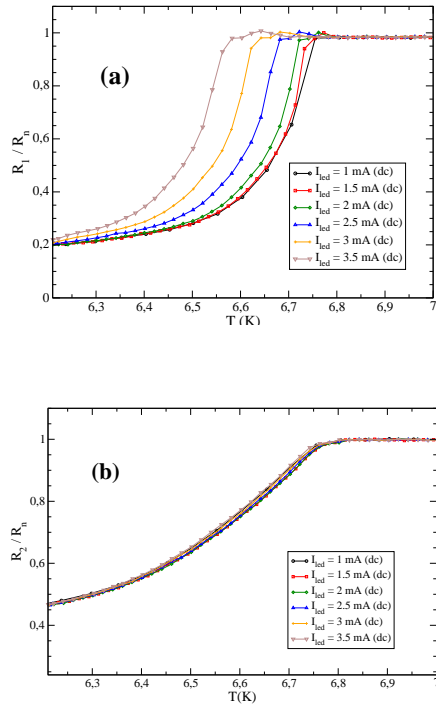 1
0,8
0,6
0,4
0,2
0
R1 / Rn
(a)
Iled = 1 mA (dc)
Iled = 1.5 mA (dc)
Iled = 2 mA (dc)
Iled = 2.5 mA (dc)
Iled = 3 mA (dc)
Iled = 3.5 mA (dc)
6,3 6,4 6,5 6,6 6,7 6,8 6,9 7
T (K)
1
0,8
0,6
0,4
R2 / Rn
(b)
Iled = 1 mA (dc)
Iled = 1.5 mA (dc)
Iled = 2 mA (dc)
Iled = 2.5 mA (dc)
Iled = 3 mA (dc)
Iled = 3.5 mA (dc)
6,3 6,4 6,5 6,6 6,7 6,8 6,9
T(K)